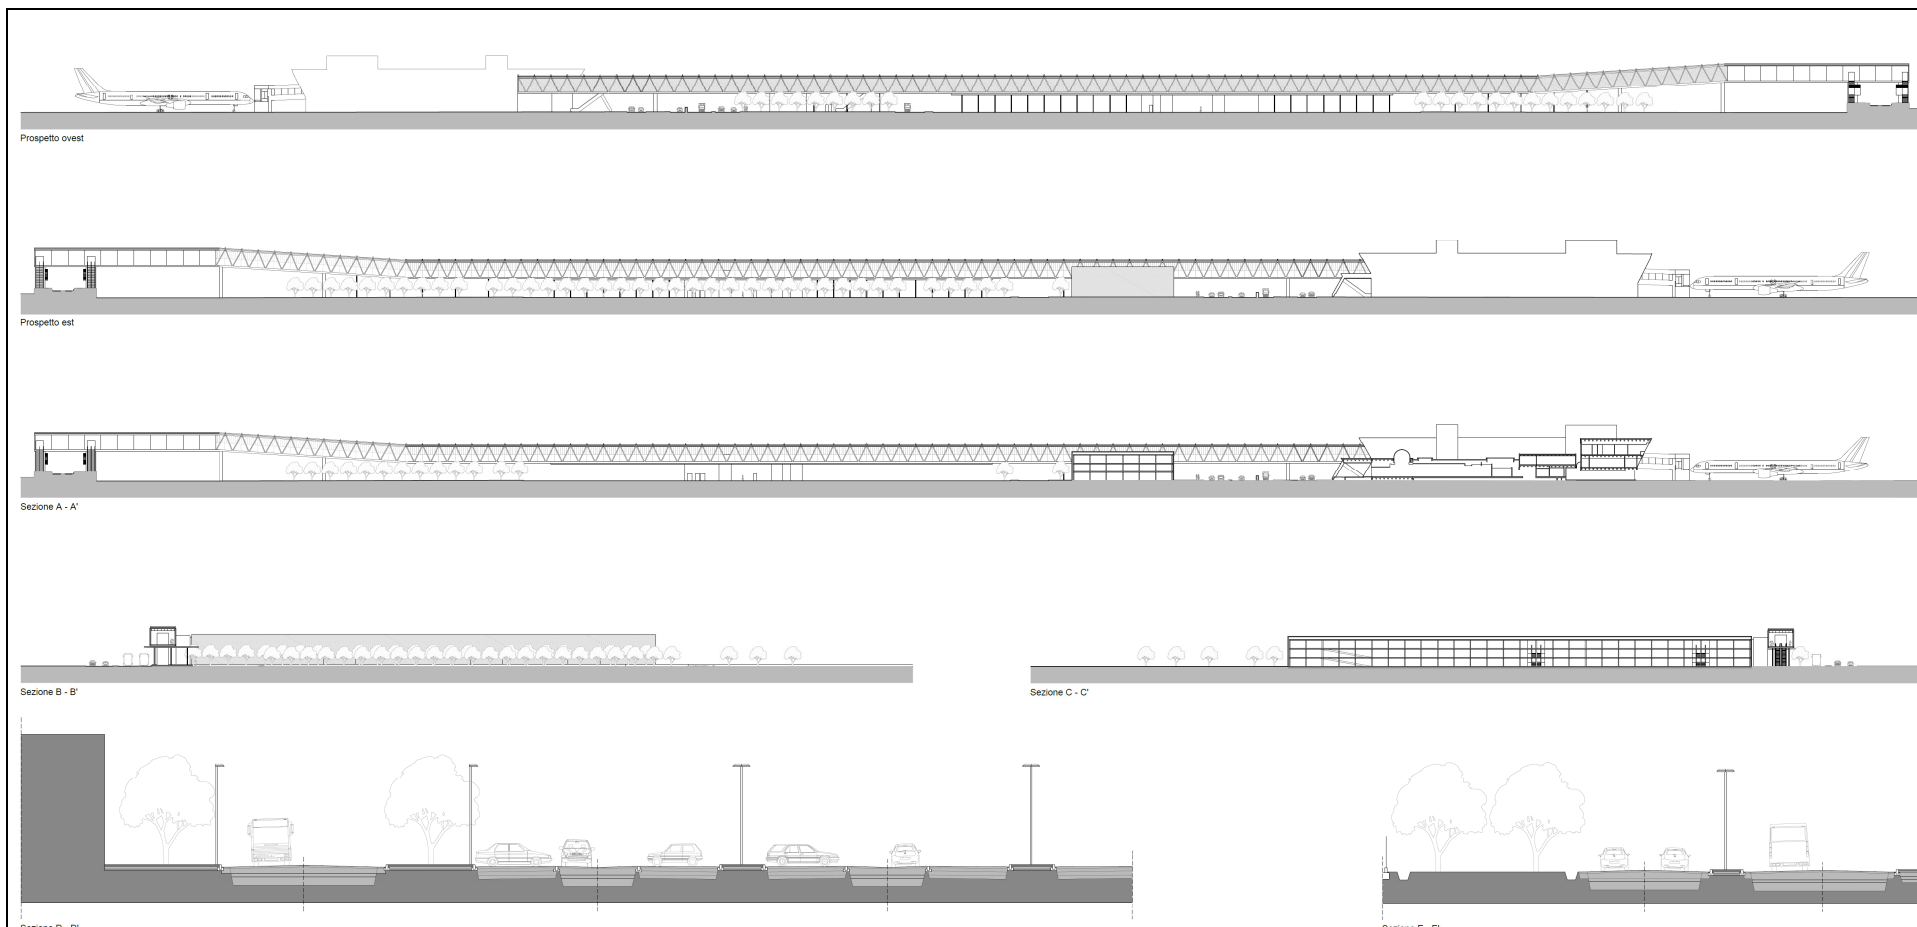 Prospetto ovest
Prospetto est
Sezione A - A'
Sezione B - B'
Sezione C - C'